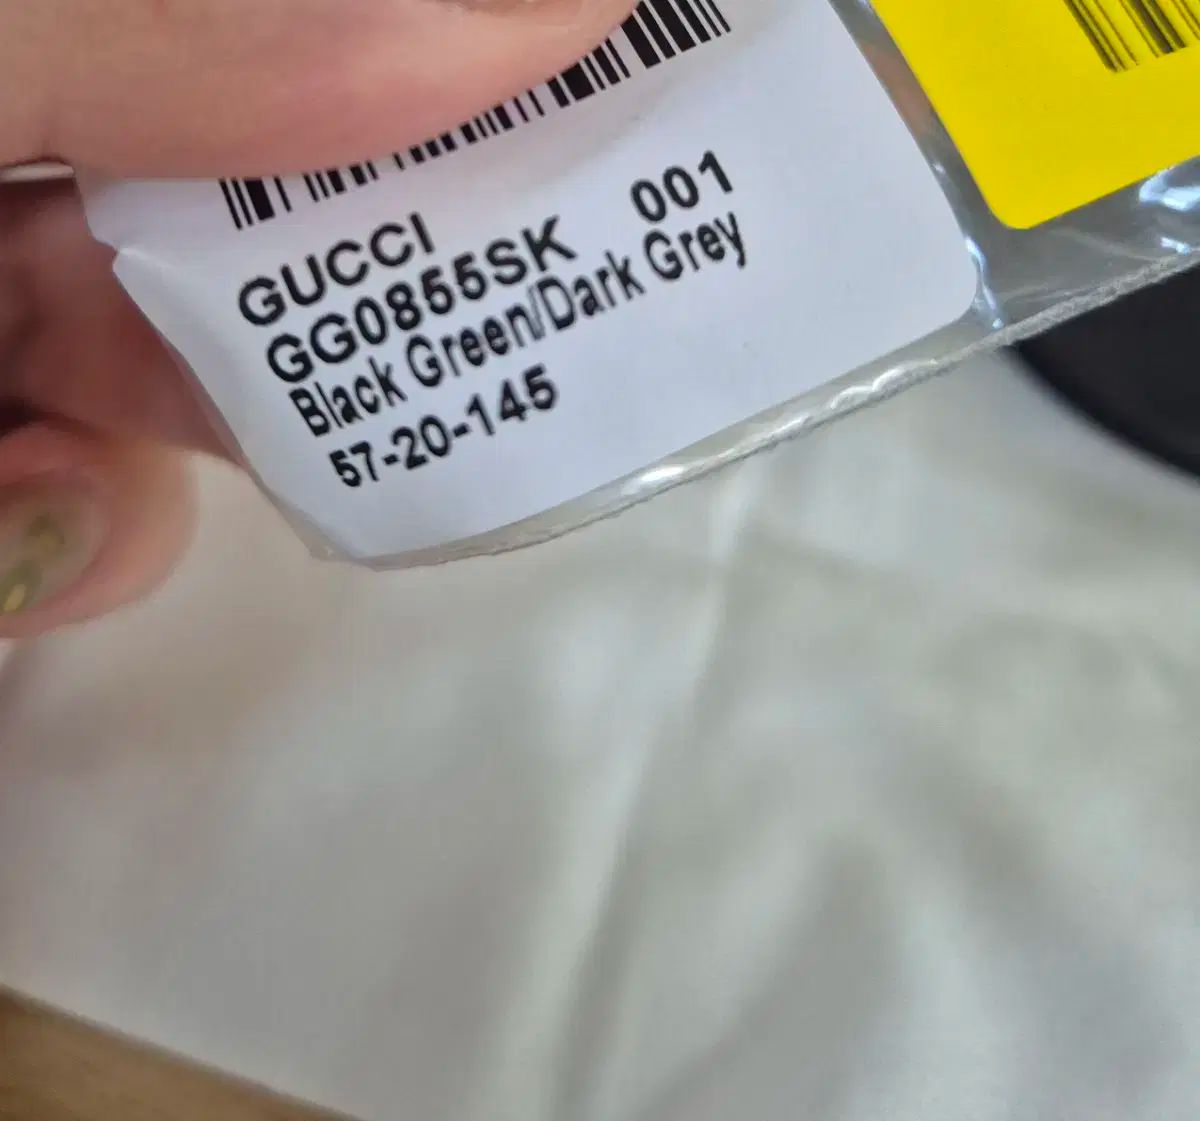 GUCCI
GG0855SK 001
Black Green/Dark Grey
57-20-145